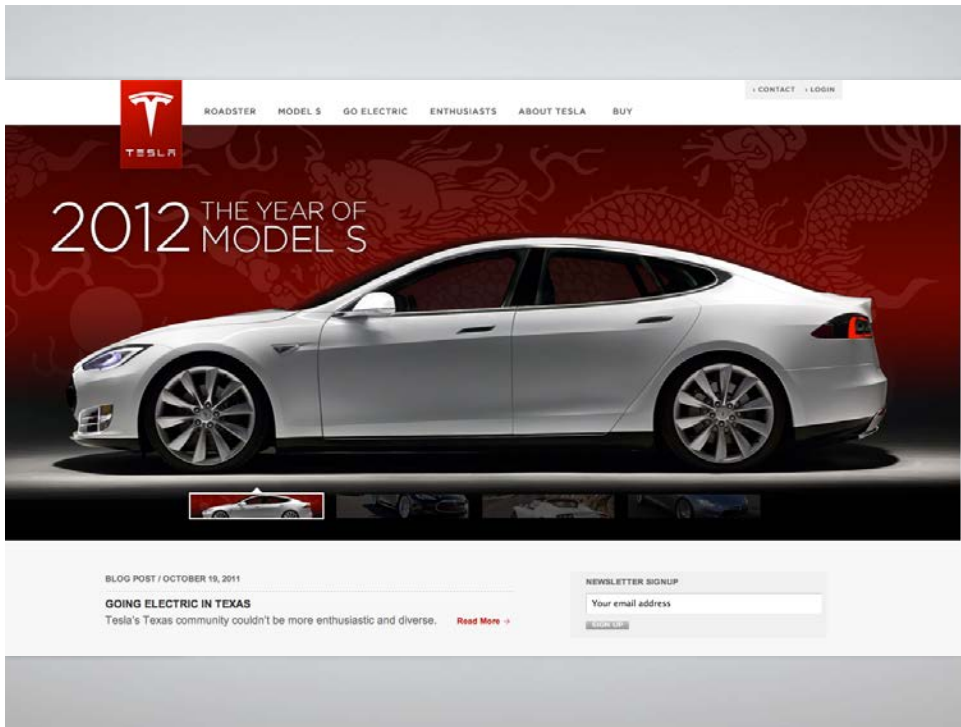 › CONTACT › LOGIN
ROADSTER MODEL S GO ELECTRIC ENTHUSIASTS ABOUT TESLA BUY
TESLA
2012 THE YEAR OF
MODEL S
BLOG POST / OCTOBER 19, 2011
GOING ELECTRIC IN TEXAS
Tesla's Texas community couldn't be more enthusiastic and diverse. Read More →
NEWSLETTER SIGNUP
Your email address
SIGN UP